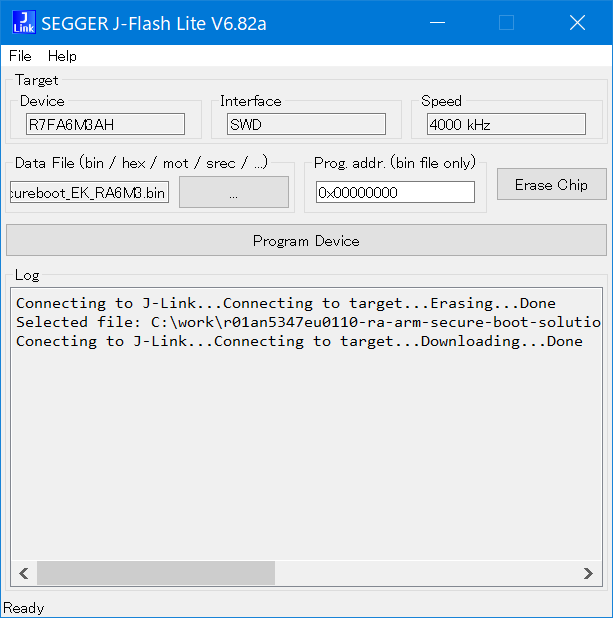 J Link SEGGER J-Flash Lite V6.82a
File Help
Target
Device Interface Speed
R7FA6M3AH SWD 4000 kHz
Data File (bin / hex / mot / srec / ...) Prog. addr. (bin file only)
cureboot_EK_RA6M3.bin ... 0x00000000 Erase Chip
Program Device
Log
Connecting to J-Link...Connecting to target...Erasing...Done
Selected file: C:\work\r01an5347eu0110-ra-arm-secure-boot-solutio
Conecting to J-Link...Connecting to target...Downloading...Done
Ready